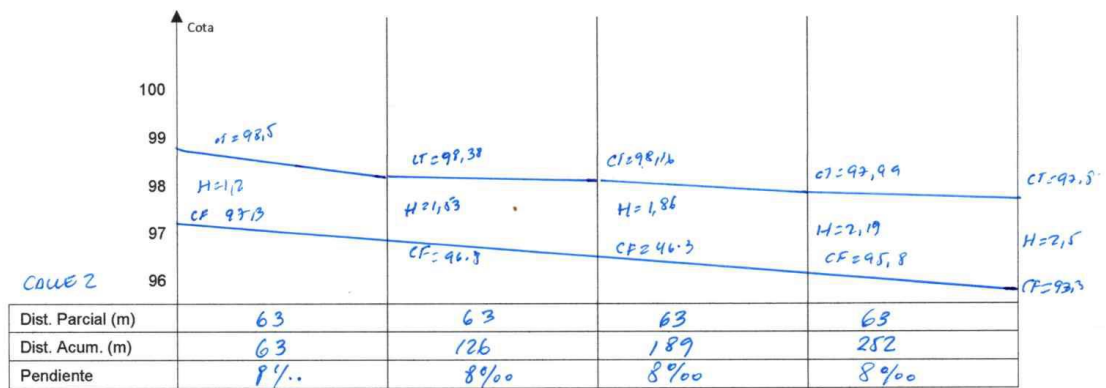 Cota
100
99
98
97
96
CT=98,5
H=1,2
CF 97,3
CT=98,38
H=1,53
CF=96.8
CT=98,16
H=1,86
CF=96.3
CT=97,99
H=2,19
CF=95,8
CT=97,8
H=2,5
CF=93,3
CALLE 2
Dist. Parcial (m) 63 63 63 63
Dist. Acum. (m) 63 126 189 252
Pendiente 8‰ 8‰ 8‰ 8‰